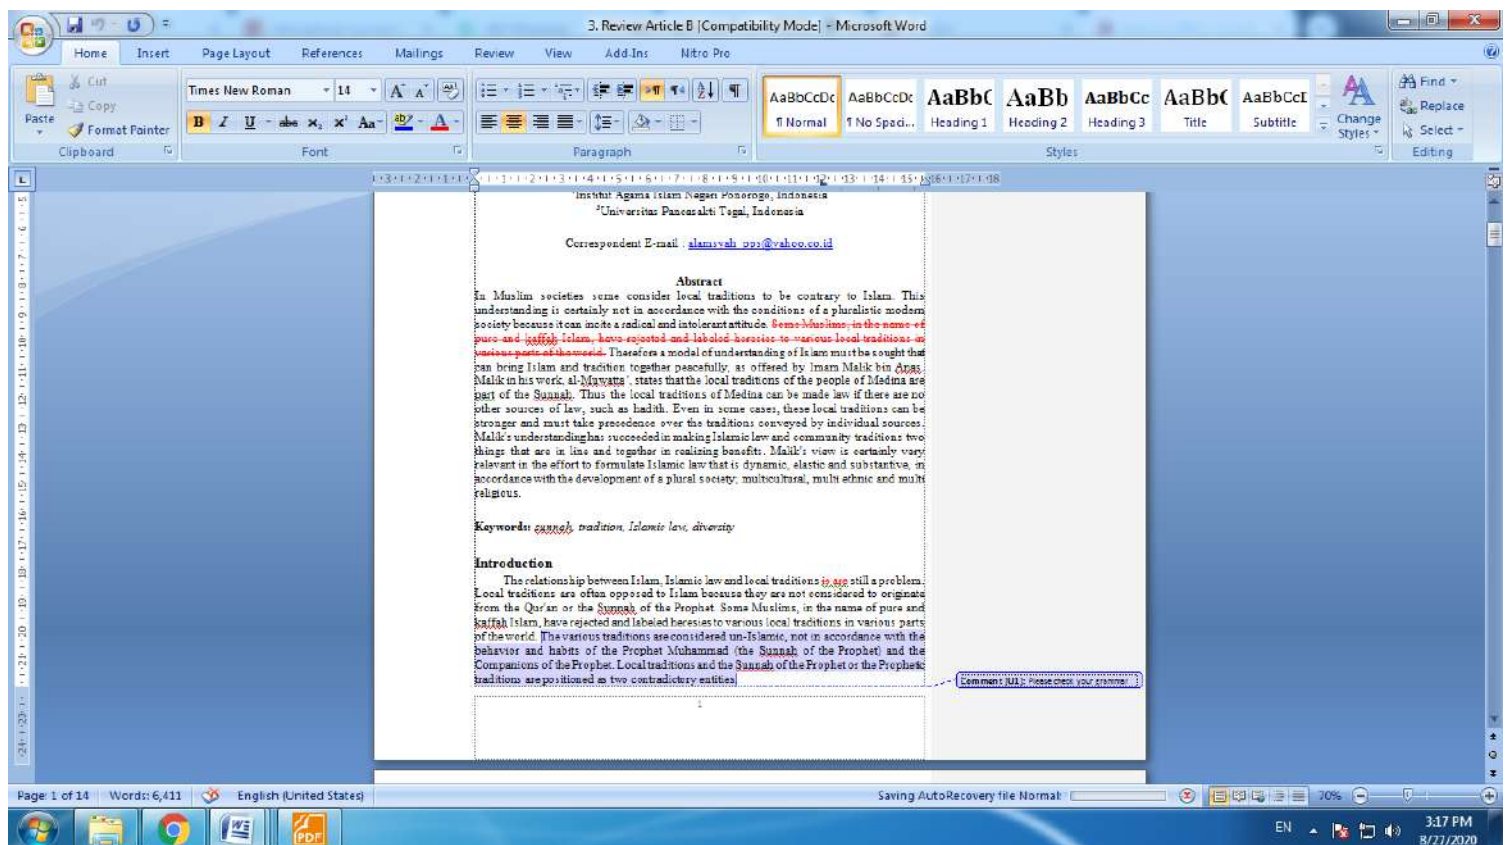 3. Review Article B [Compatibility Mode] - Microsoft Word
Home Insert Page Layout References Mailings Review View Add-Ins Nitro Pro
Cut
Copy
Paste
Format Painter
Clipboard
Times New Roman 14
Font
Paragraph
AaBbCcDc AaBbCcDc AaBbC AaBb AaBbCc AaBbC AaBbCcI
¶ Normal ¶ No Spaci... Heading 1 Heading 2 Heading 3 Title Subtitle
Change Styles
Styles
Find
Replace
Select
Editing
Institut Agama Islam Negeri Ponorogo, Indonesia
³Universitas Pancasakti Tegal, Indonesia
Correspondent E-mail : alamsyah_pps@yahoo.co.id
Abstract
In Muslim societies some consider local traditions to be contrary to Islam. This
understanding is certainly not in accordance with the conditions of a pluralistic modern
society because it can incite a radical and intolerant attitude. Some Muslims, in the name of
pure and kaffah Islam, have rejected and labeled heresies to various local traditions in
various parts of the world. Therefore a model of understanding of Islam must be sought that
can bring Islam and tradition together peacefully, as offered by Imam Malik bin Anas.
Malik in his work, al-Muwatta', states that the local traditions of the people of Medina are
part of the Sunnah. Thus the local traditions of Medina can be made law if there are no
other sources of law, such as hadith. Even in some cases, these local traditions can be
stronger and must take precedence over the traditions conveyed by individual sources.
Malik's understanding has succeeded in making Islamic law and community traditions two
things that are in line and together in realizing benefits. Malik's view is certainly very
relevant in the effort to formulate Islamic law that is dynamic, elastic and substantive, in
accordance with the development of a plural society; multicultural, multi ethnic and multi
religious.
Keywords: sunnah, tradition, Islamic law, diversity
Introduction
The relationship between Islam, Islamic law and local traditions is are still a problem.
Local traditions are often opposed to Islam because they are not considered to originate
from the Qur'an or the Sunnah of the Prophet. Some Muslims, in the name of pure and
kaffah Islam, have rejected and labeled heresies to various local traditions in various parts
of the world. The various traditions are considered un-Islamic, not in accordance with the
behavior and habits of the Prophet Muhammad (the Sunnah of the Prophet) and the
Companions of the Prophet. Local traditions and the Sunnah of the Prophet or the Prophetic
traditions are positioned as two contradictory entities.
Comment [U1]: Please check your grammar
1
Page: 1 of 14 Words: 6,411 English (United States) Saving AutoRecovery file Normal: 70%
EN 3:17 PM
8/27/2020